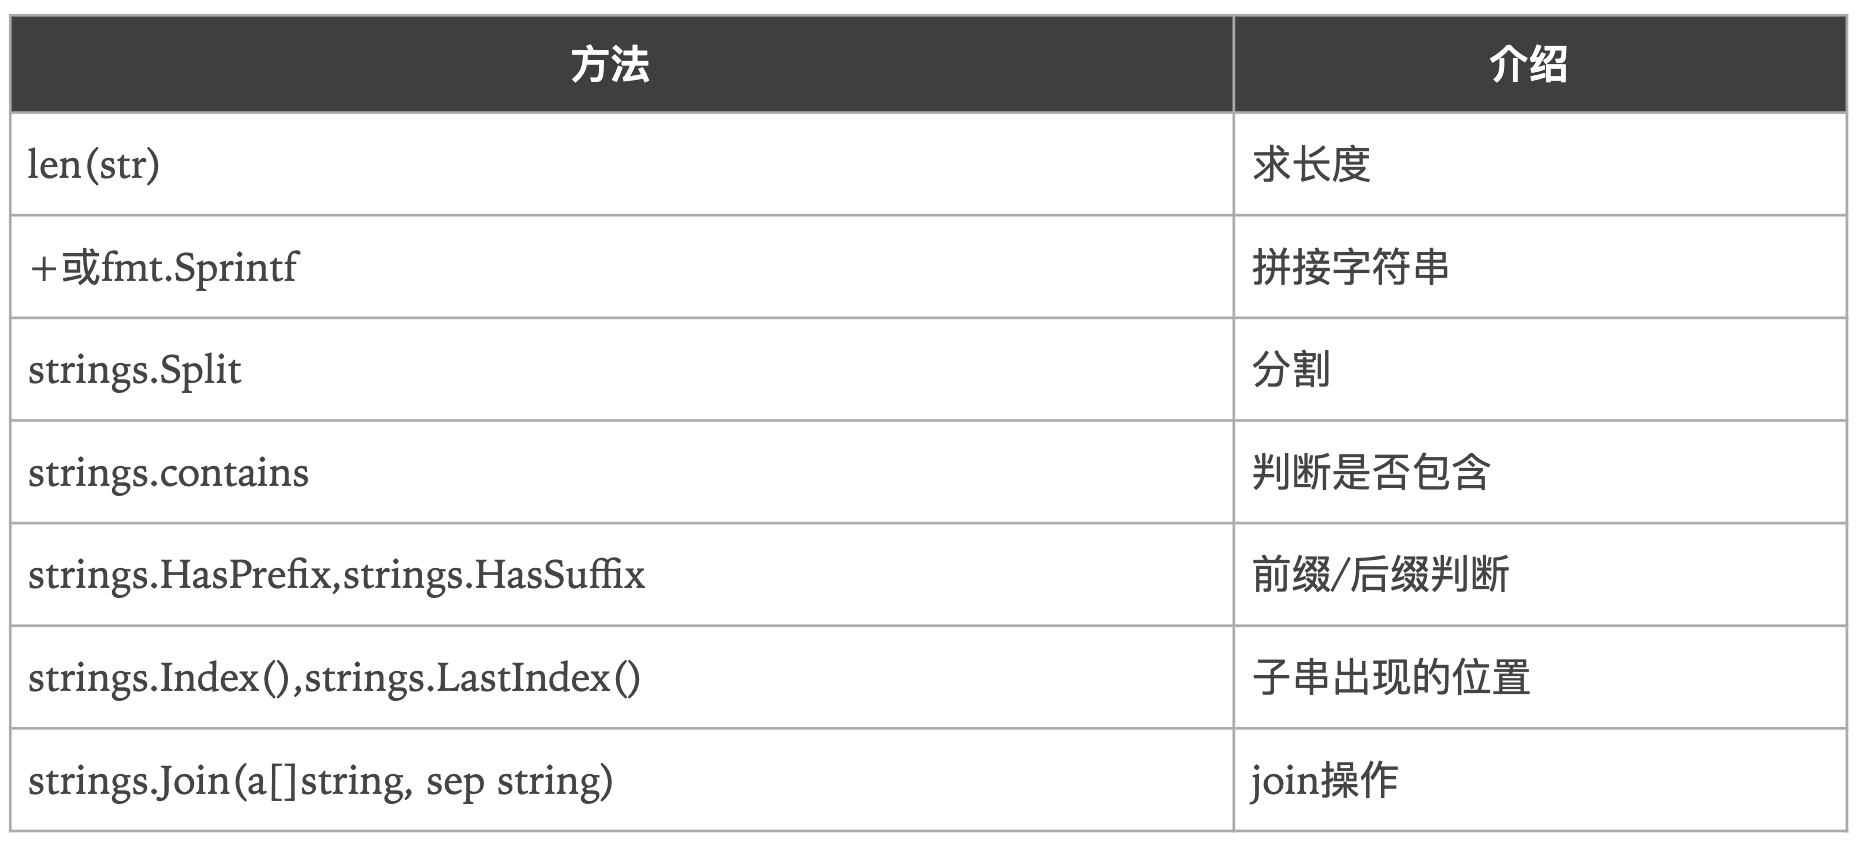 方法 介绍
len(str) 求长度
+或fmt.Sprintf 拼接字符串
strings.Split 分割
strings.contains 判断是否包含
strings.HasPrefix,strings.HasSuffix 前缀/后缀判断
strings.Index(),strings.LastIndex() 子串出现的位置
strings.Join(a[]string, sep string) join操作